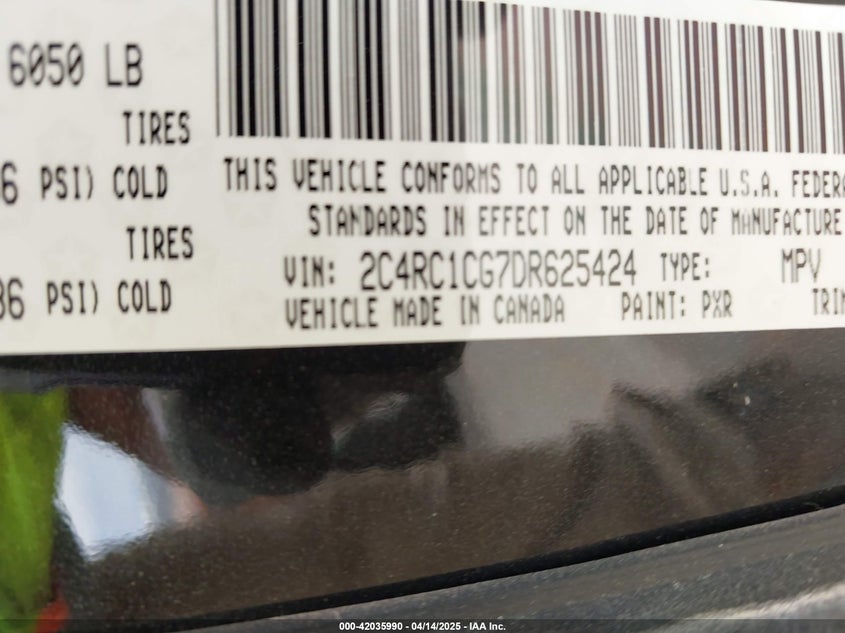 6050 LB
TIRES
6 PSI) COLD
TIRES
36 PSI) COLD
THIS VEHICLE CONFORMS TO ALL APPLICABLE U.S.A. FEDERA
STANDARDS IN EFFECT ON THE DATE OF MANUFACTURE
VIN: 2C4RC1CG7DR625424 TYPE: MPV
VEHICLE MADE IN CANADA PAINT: PXR TRIM
000-42035990 - 04/14/2025 - IAA Inc.